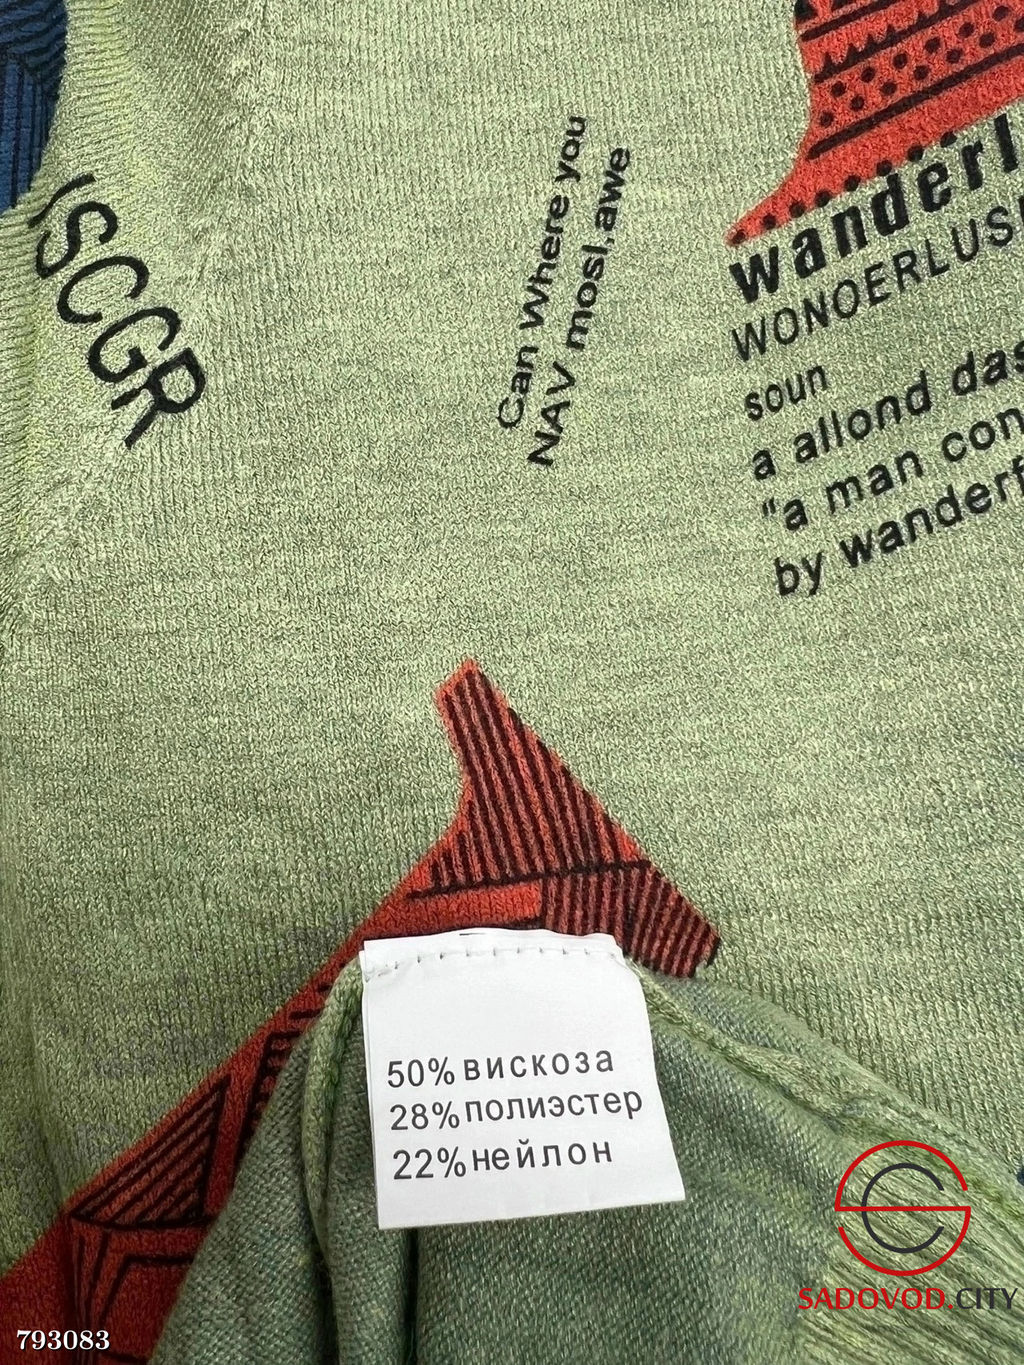 SCGR
Can Where you
NAV mosl,awe
wanderl
WONOERLUS
soun
a allond das
"a man con
by wanderf
50% вискоза
28% полиэстер
22% нейлон
SADOVOD.CITY
793083